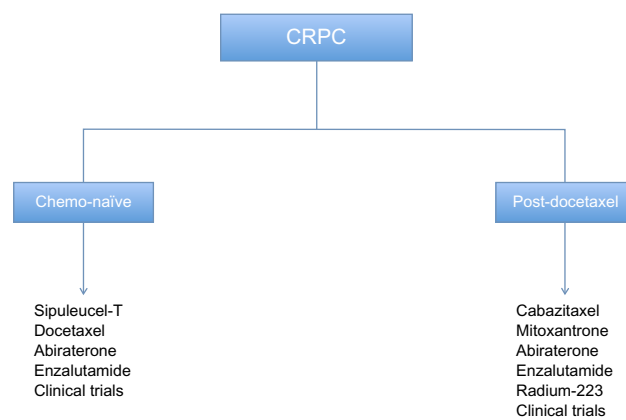 CRPC
Chemo-naïve
Post-docetaxel
Sipuleucel-T
Docetaxel
Abiraterone
Enzalutamide
Clinical trials
Cabazitaxel
Mitoxantrone
Abiraterone
Enzalutamide
Radium-223
Clinical trials